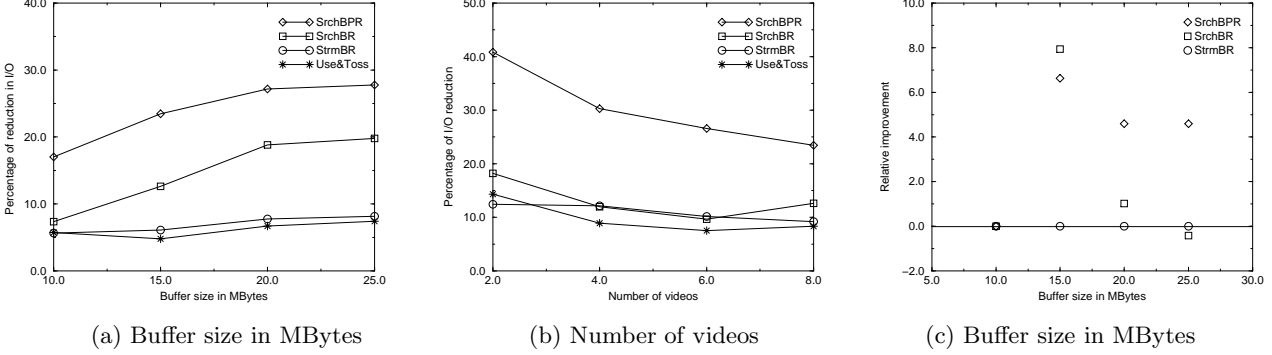 40.0
30.0
20.0
10.0
0.0
10.0 15.0 20.0 25.0
Percentage of reduction in I/O
Buffer size in MBytes
SrchBPR
SrchBR
StrmBR
Use&Toss
(a) Buffer size in MBytes
50.0
40.0
30.0
20.0
10.0
0.0
2.0 4.0 6.0 8.0
Percentage of I/O reduction
Number of videos
SrchBPR
SrchBR
StrmBR
Use&Toss
(b) Number of videos
10.0
8.0
6.0
4.0
2.0
0.0
−2.0
5.0 10.0 15.0 20.0 25.0 30.0
Relative improvement
Buffer size in MBytes
SrchBPR
SrchBR
StrmBR
(c) Buffer size in MBytes